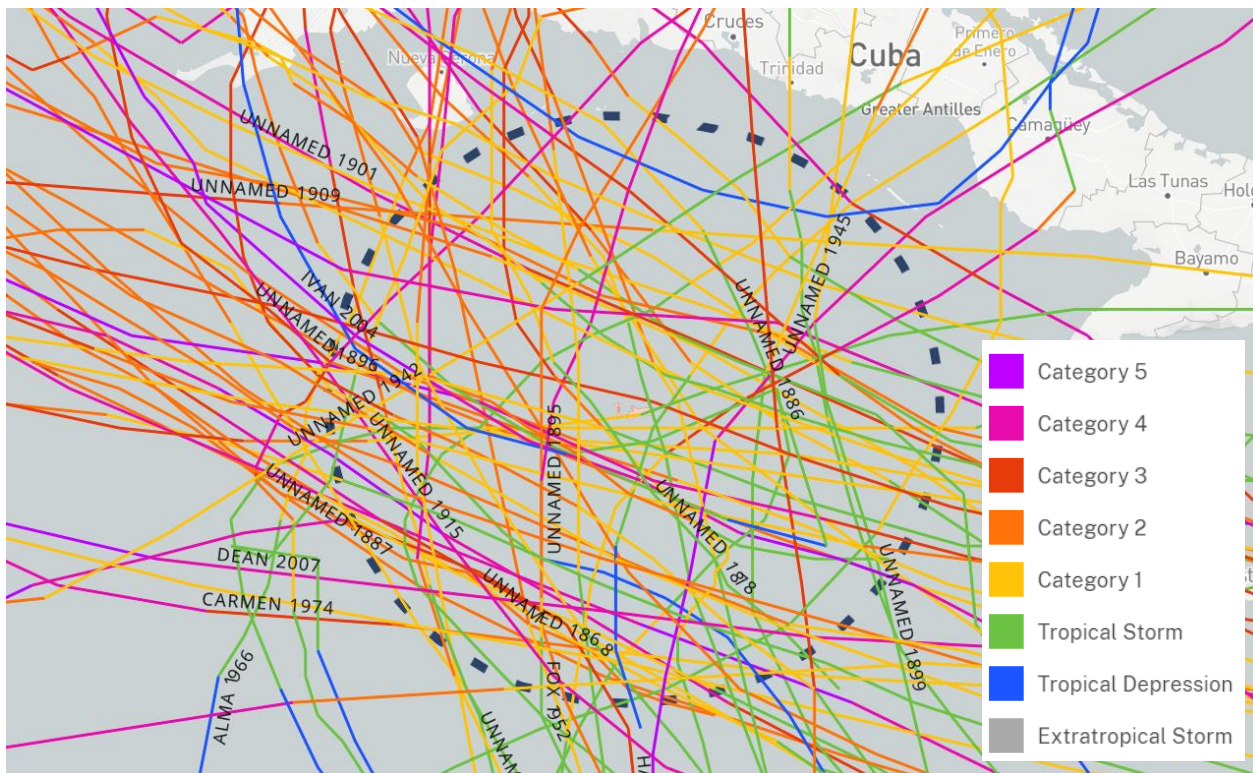 Crudes
Nueva Gerona
Trinidad
Cuba
Primero
de Enero
Greater Antilles
Camagüey
Las Tunas
Bayamo
UNNAMED 1901
UNNAMED 1909
IVAN 2004
UNNAMED 1896
UNNAMED 1942
UNNAMED 1945
UNNAMED 1886
UNNAMED 1895
UNNAMED 1915
UNNAMED 1887
UNNAMED 1878
DEAN 2007
CARMEN 1974
UNNAMED 1868
UNNAMED 1899
ALMA 1966
FOX 1952
Category 5
Category 4
Category 3
Category 2
Category 1
Tropical Storm
Tropical Depression
Extratropical Storm